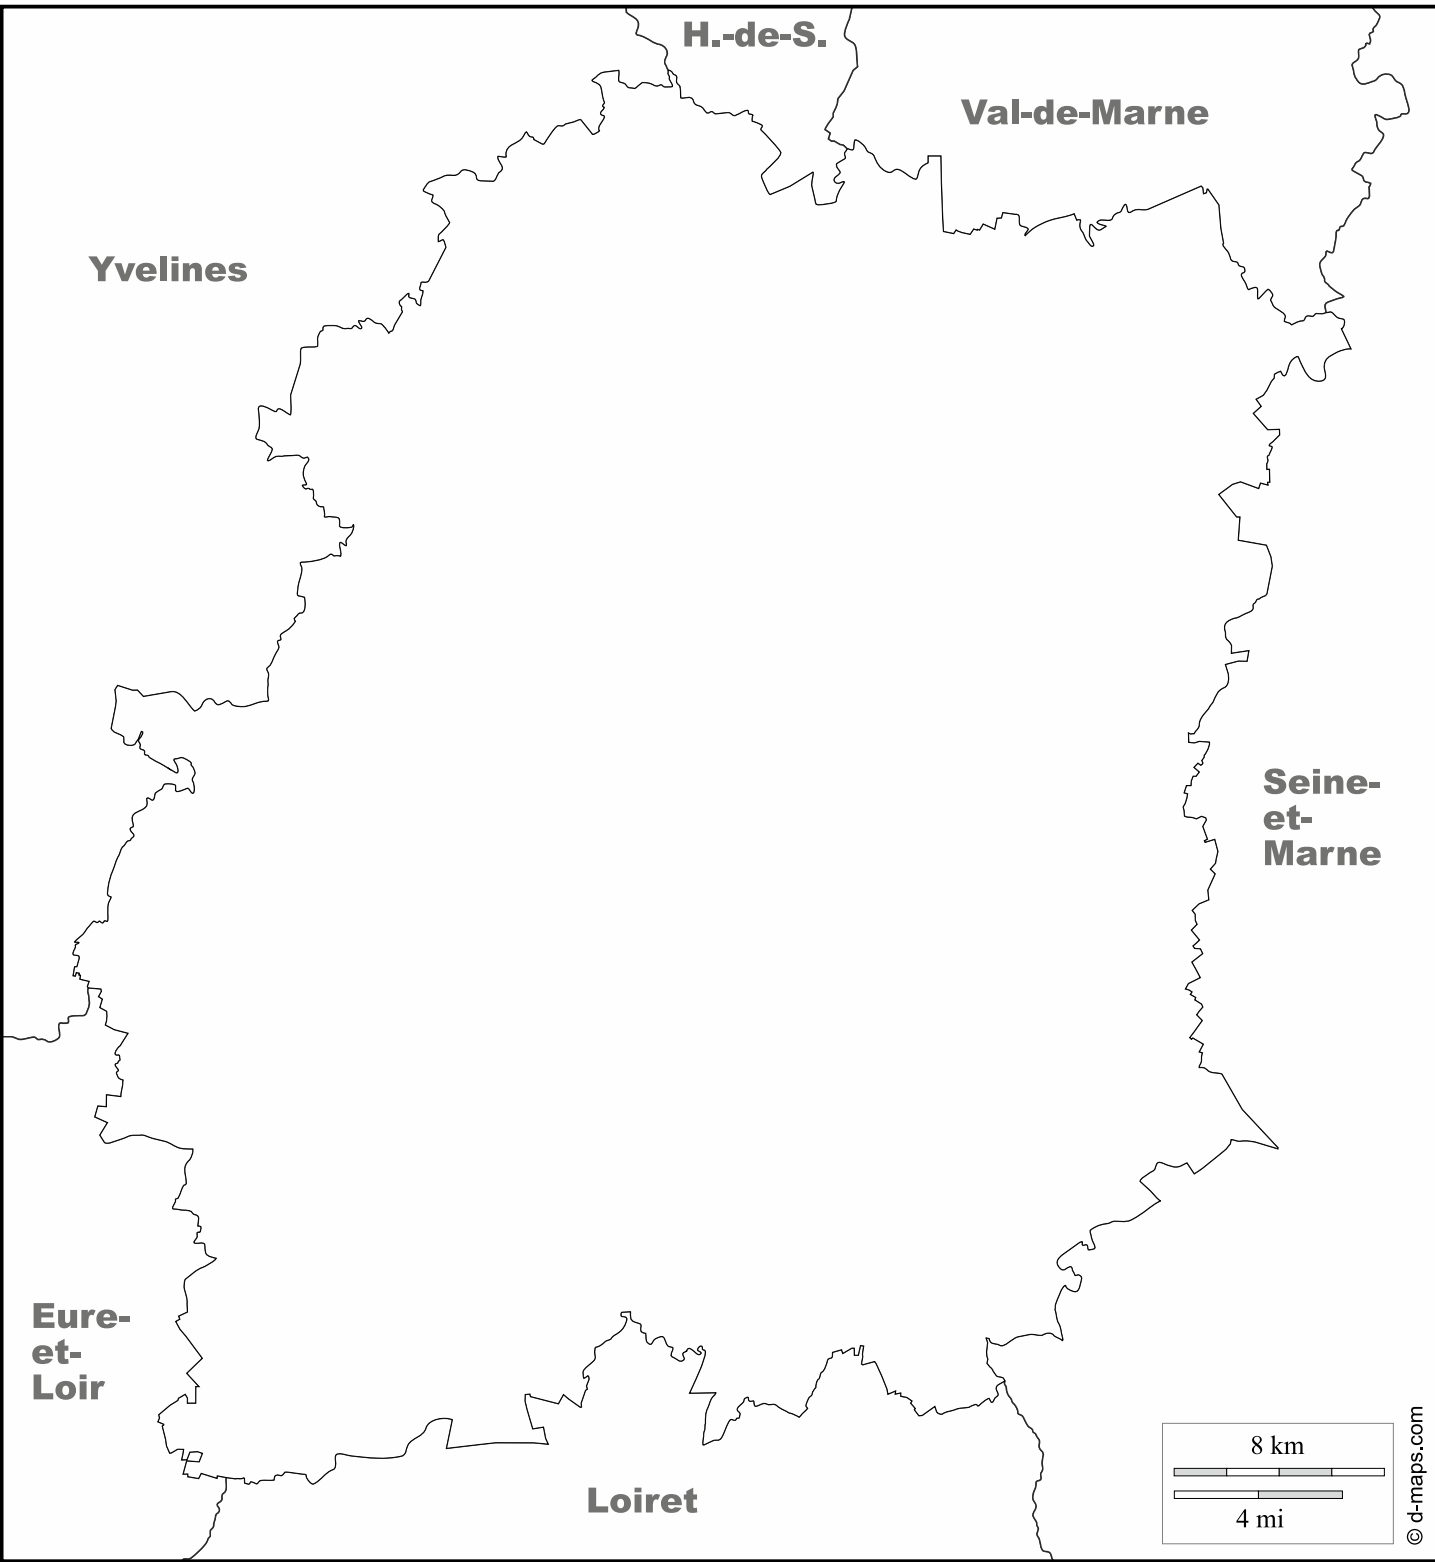 H.-de-S.
Val-de-Marne
Yvelines
Seine-
et-
Marne
Eure-
et-
Loir
Loiret
8 km
4 mi
© d-maps.com